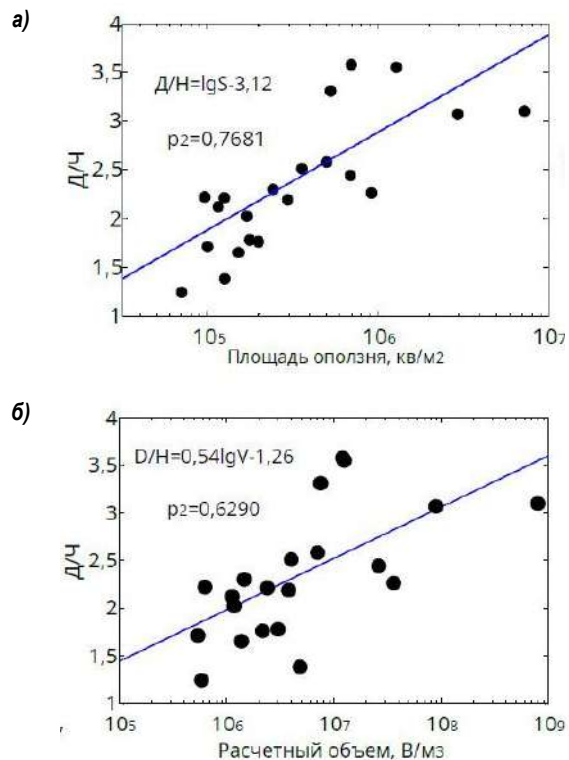 а)
4
3,5
3
2,5
2
1,5
1
Д/Ч
Д/Н=lgS-3,12
p2=0,7681
105 106 107
Площадь оползня, кв/м2
б)
4
3,5
3
2,5
2
1,5
1
Д/Ч
D/H=0,54lgV-1,26
p2=0,6290
105 106 107 108 109
Расчетный объем, В/м3